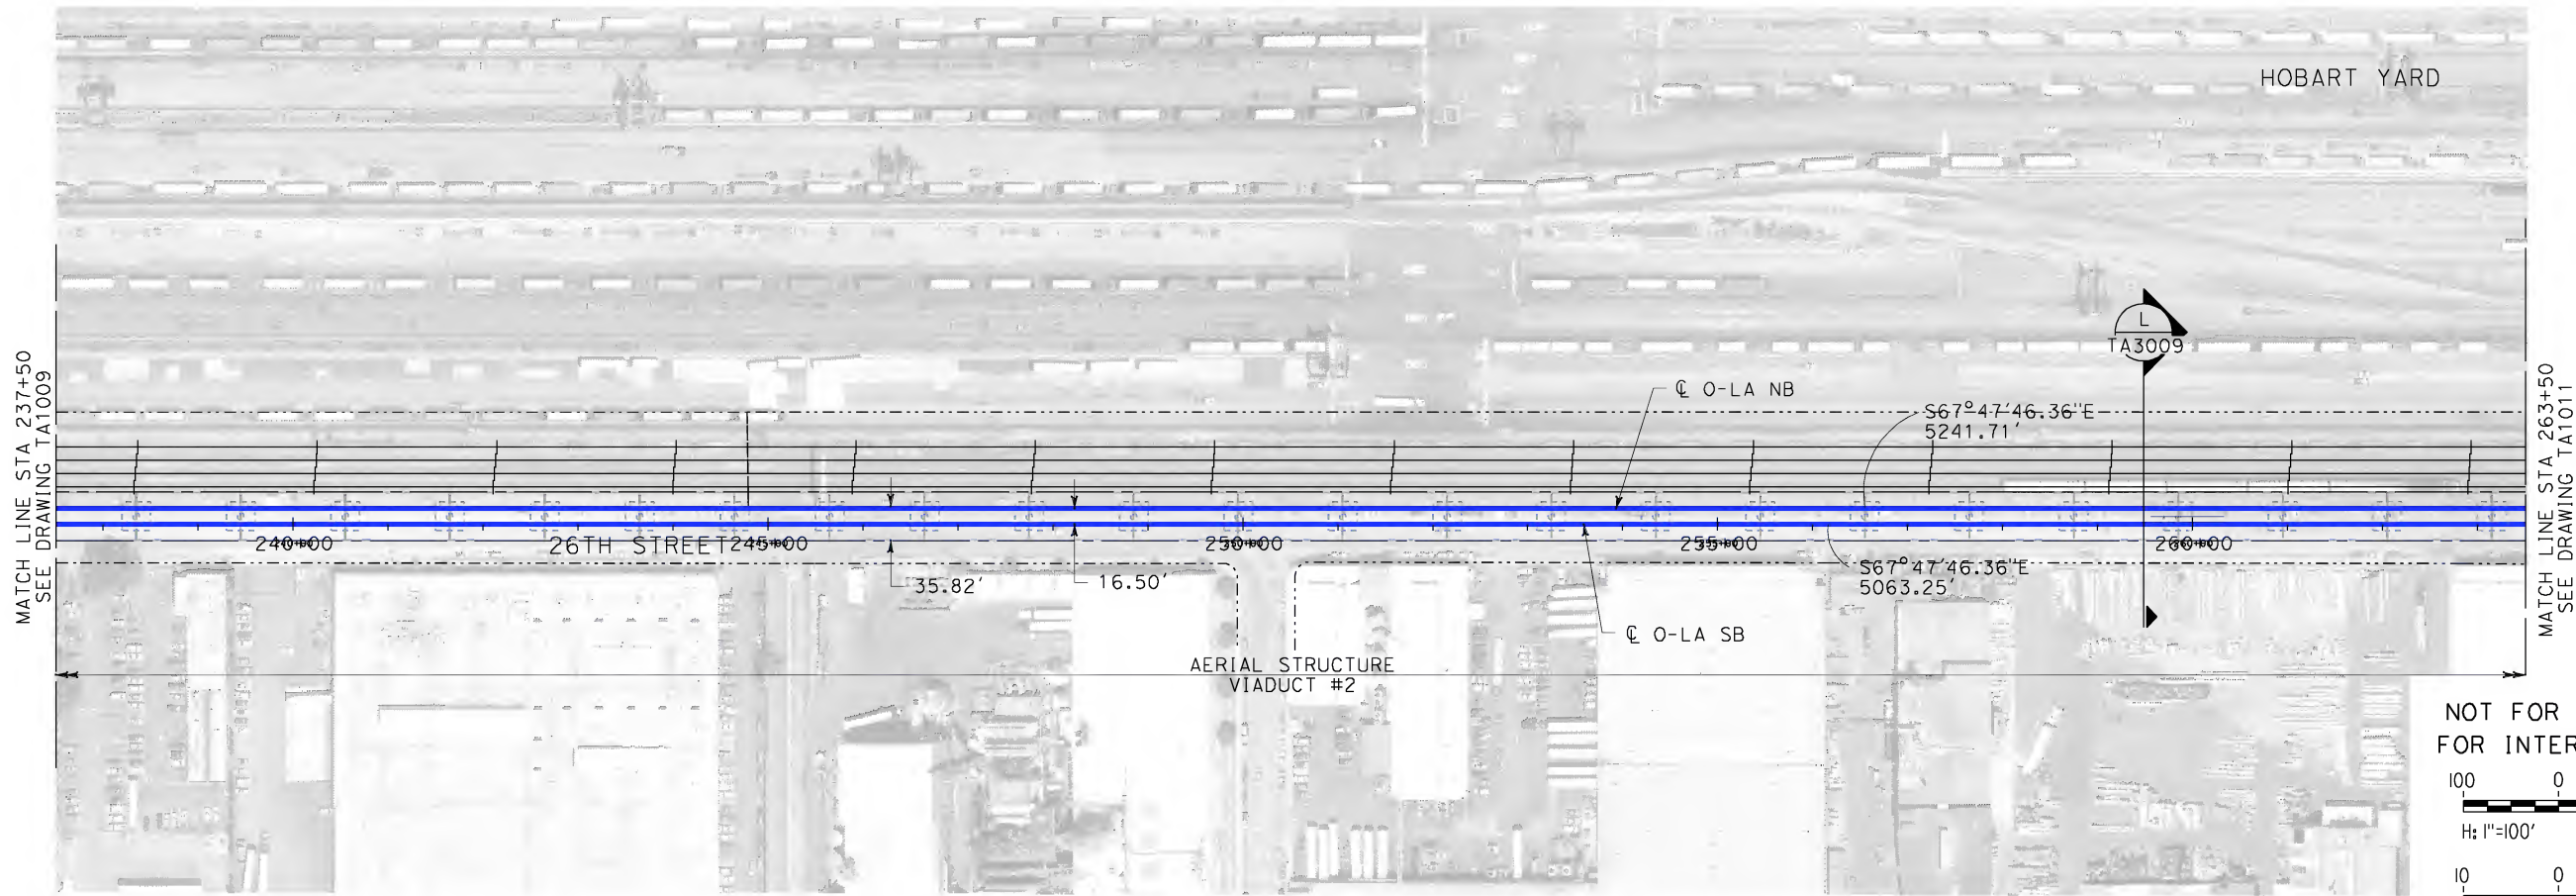 HOBART YARD
L
TA3009
MATCH LINE STA 237+50
SEE DRAWING TA1009
MATCH LINE STA 263+50
SEE DRAWING TA1011
℄ O-LA NB
S67°47'46.36"E
5241.71'
240+00
26TH STREET
245+00
250+00
255+00
260+00
35.82'
16.50'
S67°47'46.36"E
5063.25'
℄ O-LA SB
AERIAL STRUCTURE
VIADUCT #2
NOT FOR
FOR INTER
100 0
H: 1"=100'
10 0